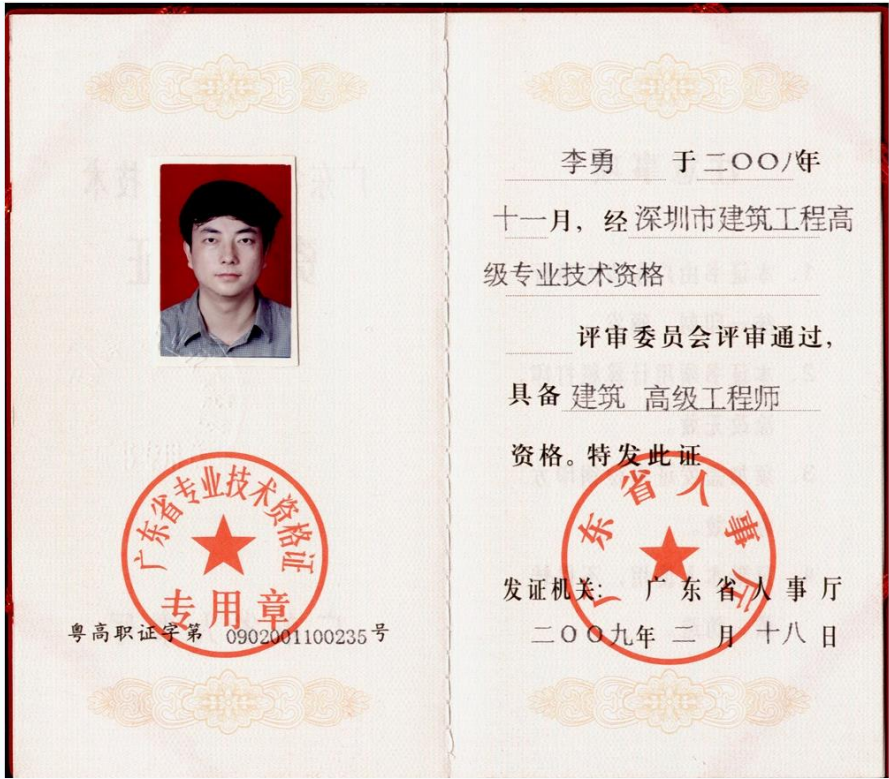 广东省专业技术资格证
专用章
粤高职证字第 0902001100235号
李勇 于二〇〇八年
十一月，经深圳市建筑工程高
级专业技术资格
评审委员会评审通过，
具备 建筑 高级工程师
资格。特发此证
广东省人事厅
发证机关： 广东省人事厅
二〇〇九年 二 月 十八 日